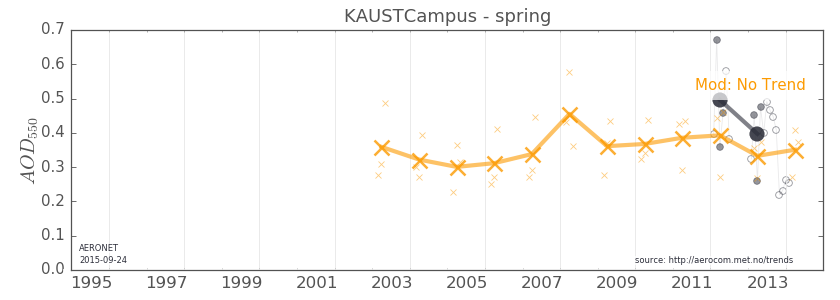 KAUSTCampus - spring
0.7
0.6
0.5
0.4
0.3
0.2
0.1
0.0
AOD550
Mod: No Trend
AERONET
2015-09-24
source: http://aerocom.met.no/trends
1995 1997 1999 2001 2003 2005 2007 2009 2011 2013